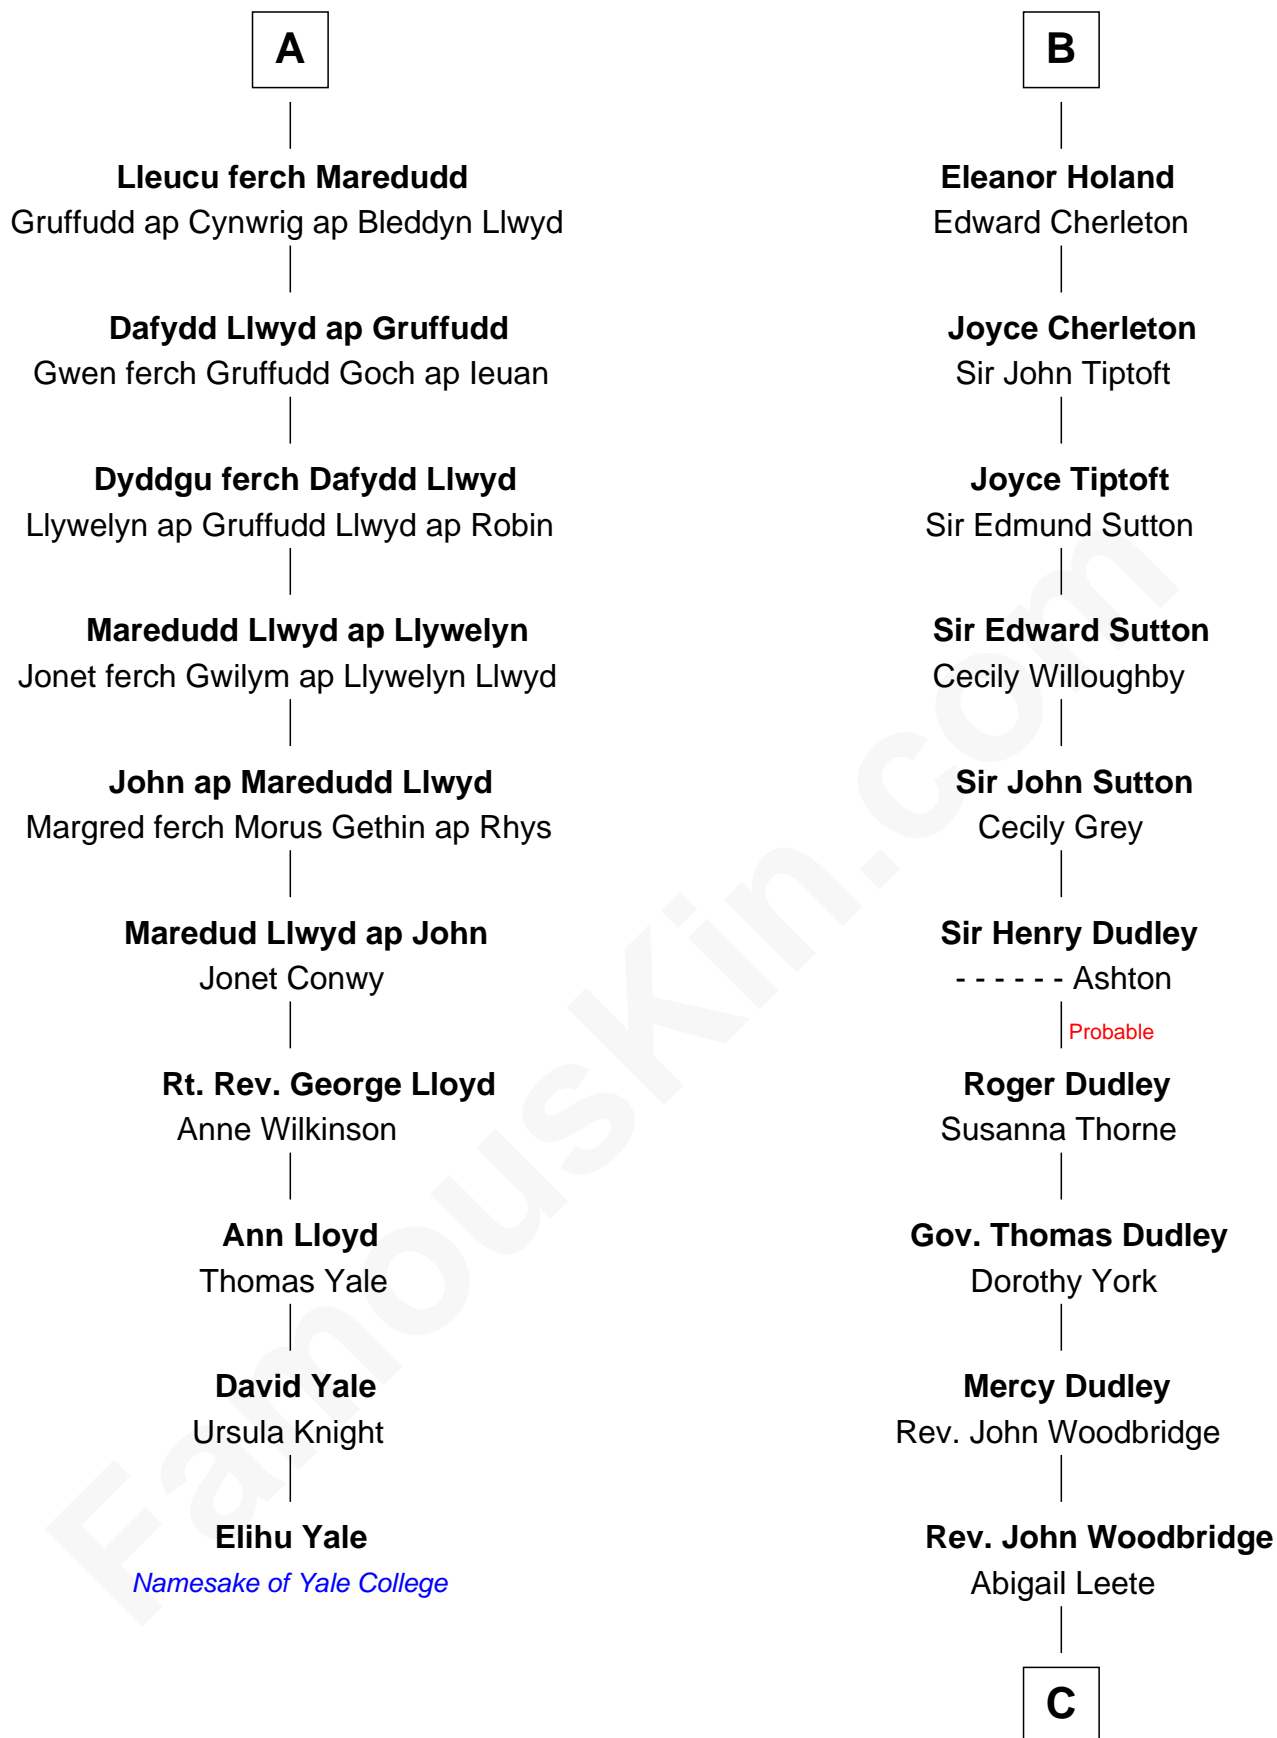 A
Lleucu ferch Maredudd
Gruffudd ap Cynwrig ap Bleddyn Llwyd
Dafydd Llwyd ap Gruffudd
Gwen ferch Gruffudd Goch ap Ieuan
Dyddgu ferch Dafydd Llwyd
Llywelyn ap Gruffudd Llwyd ap Robin
Maredudd Llwyd ap Llywelyn
Jonet ferch Gwilym ap Llywelyn Llwyd
John ap Maredudd Llwyd
Margred ferch Morus Gethin ap Rhys
Maredud Llwyd ap John
Jonet Conwy
Rt. Rev. George Lloyd
Anne Wilkinson
Ann Lloyd
Thomas Yale
David Yale
Ursula Knight
Elihu Yale
Namesake of Yale College
B
Eleanor Holand
Edward Cherleton
Joyce Cherleton
Sir John Tiptoft
Joyce Tiptoft
Sir Edmund Sutton
Sir Edward Sutton
Cecily Willoughby
Sir John Sutton
Cecily Grey
Sir Henry Dudley
- - - - - - Ashton
Probable
Roger Dudley
Susanna Thorne
Gov. Thomas Dudley
Dorothy York
Mercy Dudley
Rev. John Woodbridge
Rev. John Woodbridge
Abigail Leete
C
FamousKin.com